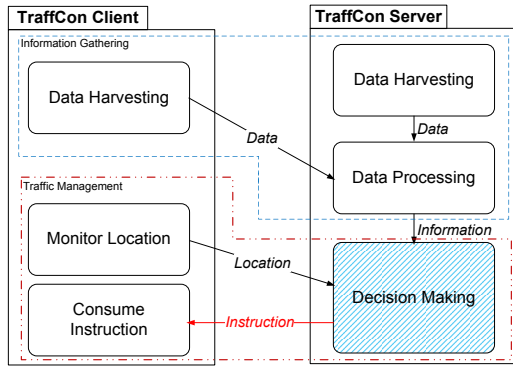 TraffCon Client
TraffCon Server
Information Gathering
Data Harvesting
Data Harvesting
Data
Data
Data Processing
Traffic Management
Information
Monitor Location
Location
Decision Making
Consume
Instruction
Instruction